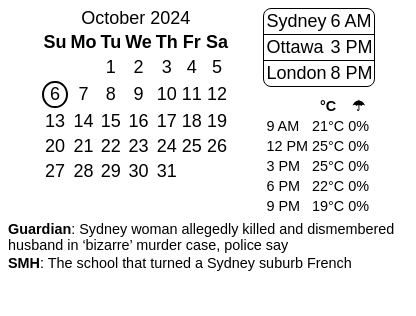 October 2024
Su Mo Tu We Th Fr Sa
1 2 3 4 5
6 7 8 9 10 11 12
13 14 15 16 17 18 19
20 21 22 23 24 25 26
27 28 29 30 31
Sydney 6 AM
Ottawa 3 PM
London 8 PM
°C ☂
9 AM 21°C 0%
12 PM 25°C 0%
3 PM 25°C 0%
6 PM 22°C 0%
9 PM 19°C 0%
Guardian: Sydney woman allegedly killed and dismembered
husband in ‘bizarre’ murder case, police say
SMH: The school that turned a Sydney suburb French